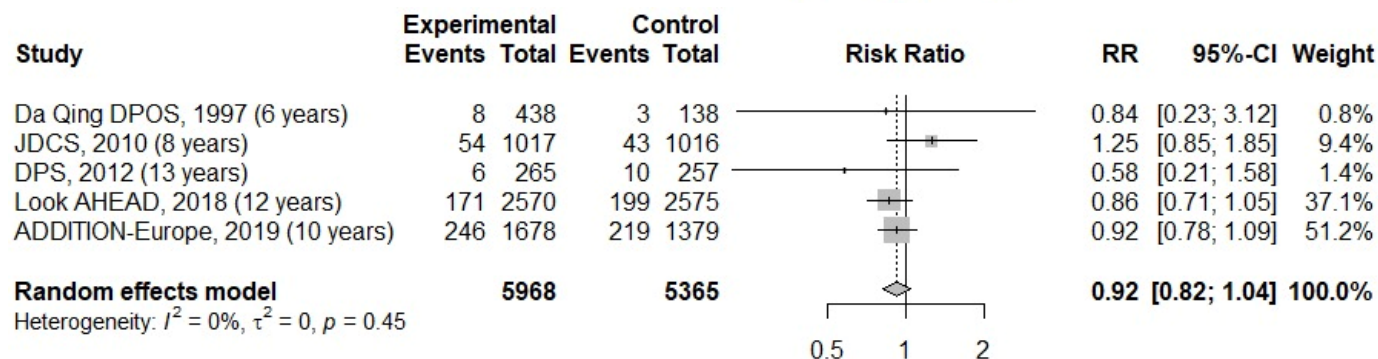 Experimental Control
Study Events Total Events Total Risk Ratio RR 95%-CI Weight
Da Qing DPOS, 1997 (6 years) 8 438 3 138 0.84 [0.23; 3.12] 0.8%
JDCS, 2010 (8 years) 54 1017 43 1016 1.25 [0.85; 1.85] 9.4%
DPS, 2012 (13 years) 6 265 10 257 0.58 [0.21; 1.58] 1.4%
Look AHEAD, 2018 (12 years) 171 2570 199 2575 0.86 [0.71; 1.05] 37.1%
ADDITION-Europe, 2019 (10 years) 246 1678 219 1379 0.92 [0.78; 1.09] 51.2%
Random effects model 5968 5365 0.92 [0.82; 1.04] 100.0%
Heterogeneity: I² = 0%, τ² = 0, p = 0.45
0.5 1 2